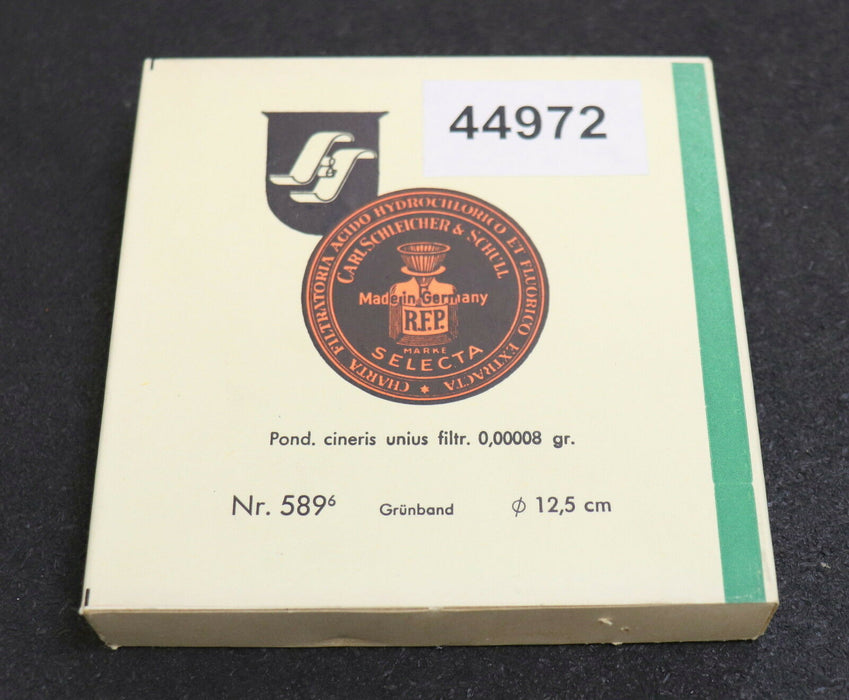 44972
S&S
CHARTA FILTRATORIA ACIDO HYDROCHLORICO ET FLUORICO EXTRACTA
CARL SCHLEICHER & SCHÜLL
Made in Germany
R.F.P.
MARKE
SELECTA
Pond. cineris unius filtr. 0,00008 gr.
Nr. 589⁶ Grünband ϕ 12,5 cm